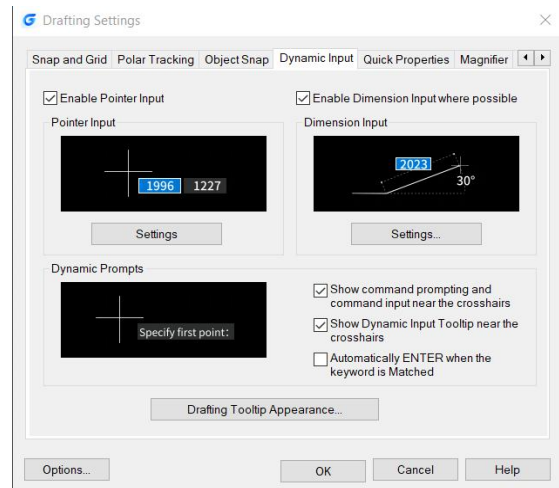 Drafting Settings
Snap and Grid Polar Tracking Object Snap Dynamic Input Quick Properties Magnifier
Enable Pointer Input
Enable Dimension Input where possible
Pointer Input
Dimension Input
1996 1227
2023
30°
Settings
Settings...
Dynamic Prompts
Specify first point:
Show command prompting and
command input near the crosshairs
Show Dynamic Input Tooltip near the
crosshairs
Automatically ENTER when the
keyword is Matched
Drafting Tooltip Appearance...
Options...
OK
Cancel
Help